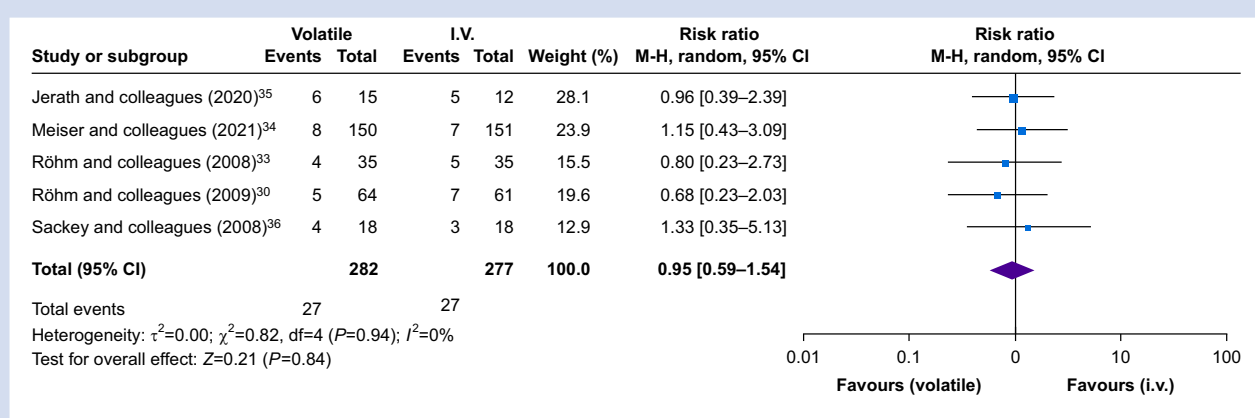 Volatile I.V. Risk ratio Risk ratio
Study or subgroup Events Total Events Total Weight (%) M-H, random, 95% CI M-H, random, 95% CI
Jerath and colleagues (2020)35 6 15 5 12 28.1 0.96 [0.39–2.39]
Meiser and colleagues (2021)34 8 150 7 151 23.9 1.15 [0.43–3.09]
Röhm and colleagues (2008)33 4 35 5 35 15.5 0.80 [0.23–2.73]
Röhm and colleagues (2009)30 5 64 7 61 19.6 0.68 [0.23–2.03]
Sackey and colleagues (2008)36 4 18 3 18 12.9 1.33 [0.35–5.13]
Total (95% CI) 282 277 100.0 0.95 [0.59–1.54]
Total events 27 27
Heterogeneity: τ2=0.00; χ2=0.82, df=4 (P=0.94); I2=0%
Test for overall effect: Z=0.21 (P=0.84)
0.01 0.1 0 10 100
Favours (volatile) Favours (i.v.)